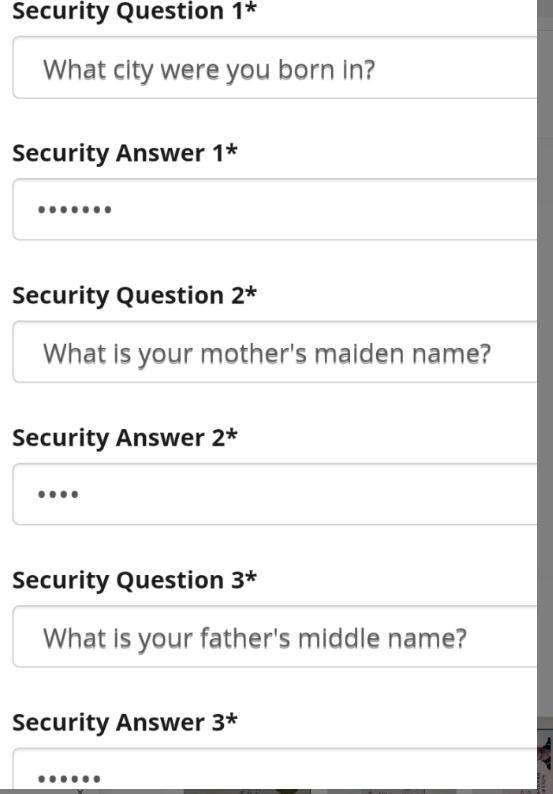 Security Question 1*
What city were you born in?
Security Answer 1*
•••••••
Security Question 2*
What is your mother's maiden name?
Security Answer 2*
••••
Security Question 3*
What is your father's middle name?
Security Answer 3*
••••••